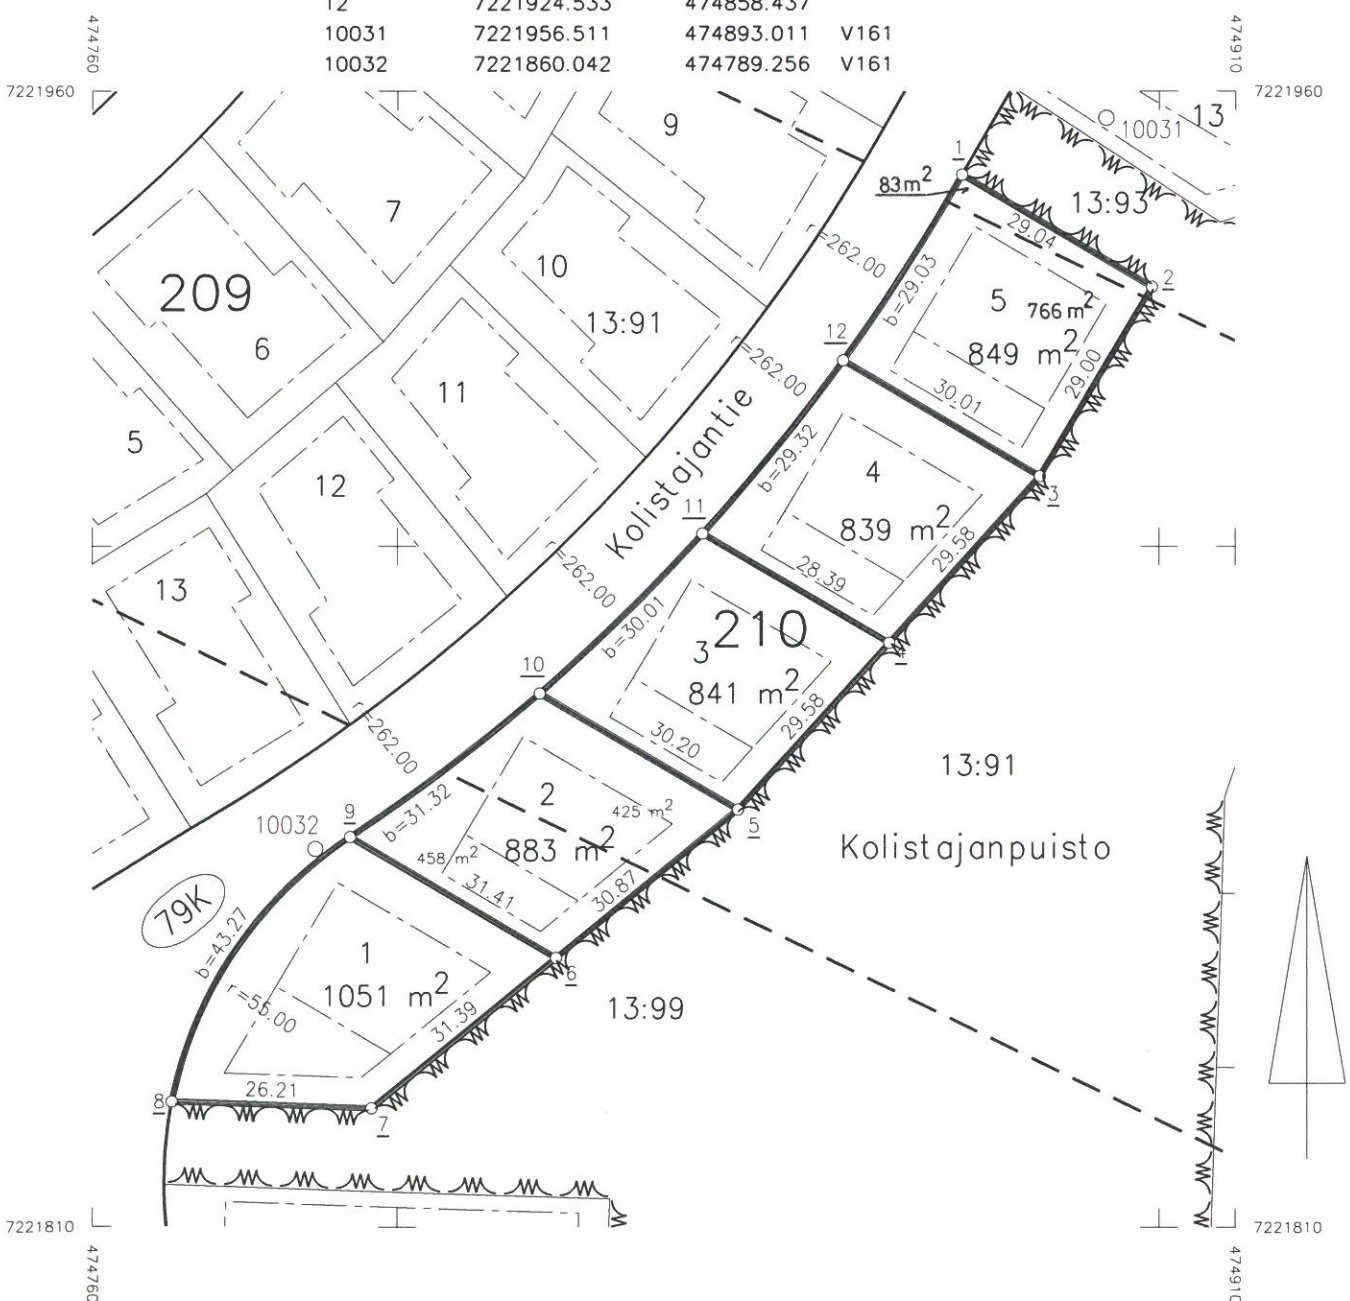 12 7221924.533 474858.437
10031 7221956.511 474893.011 V161
10032 7221860.042 474789.256 V161
474760
474910
7221960
7221960
9
13
10031
1
83m²
13:93
7
29.04
r=262.00
10
2
209
b=29.03
5
766 m²
13:91
12
6
849 m²
r=262.00
29.00
11
30.01
Kolistajantie
5
b=29.32
4
12
3
11
839 m²
29.58
28.39
r=262.00
13
b=30.01
210
3
4
10
841 m²
29.58
r=262.00
30.20
13:91
2
425 m²
b=31.32
9
5
10032
883 m²
458 m²
Kolistajanpuisto
31.41
30.87
79K
b=43.27
1
6
1051 m²
r=55.00
13:99
31.39
26.21
8
7
7221810
7221810
474760
474910